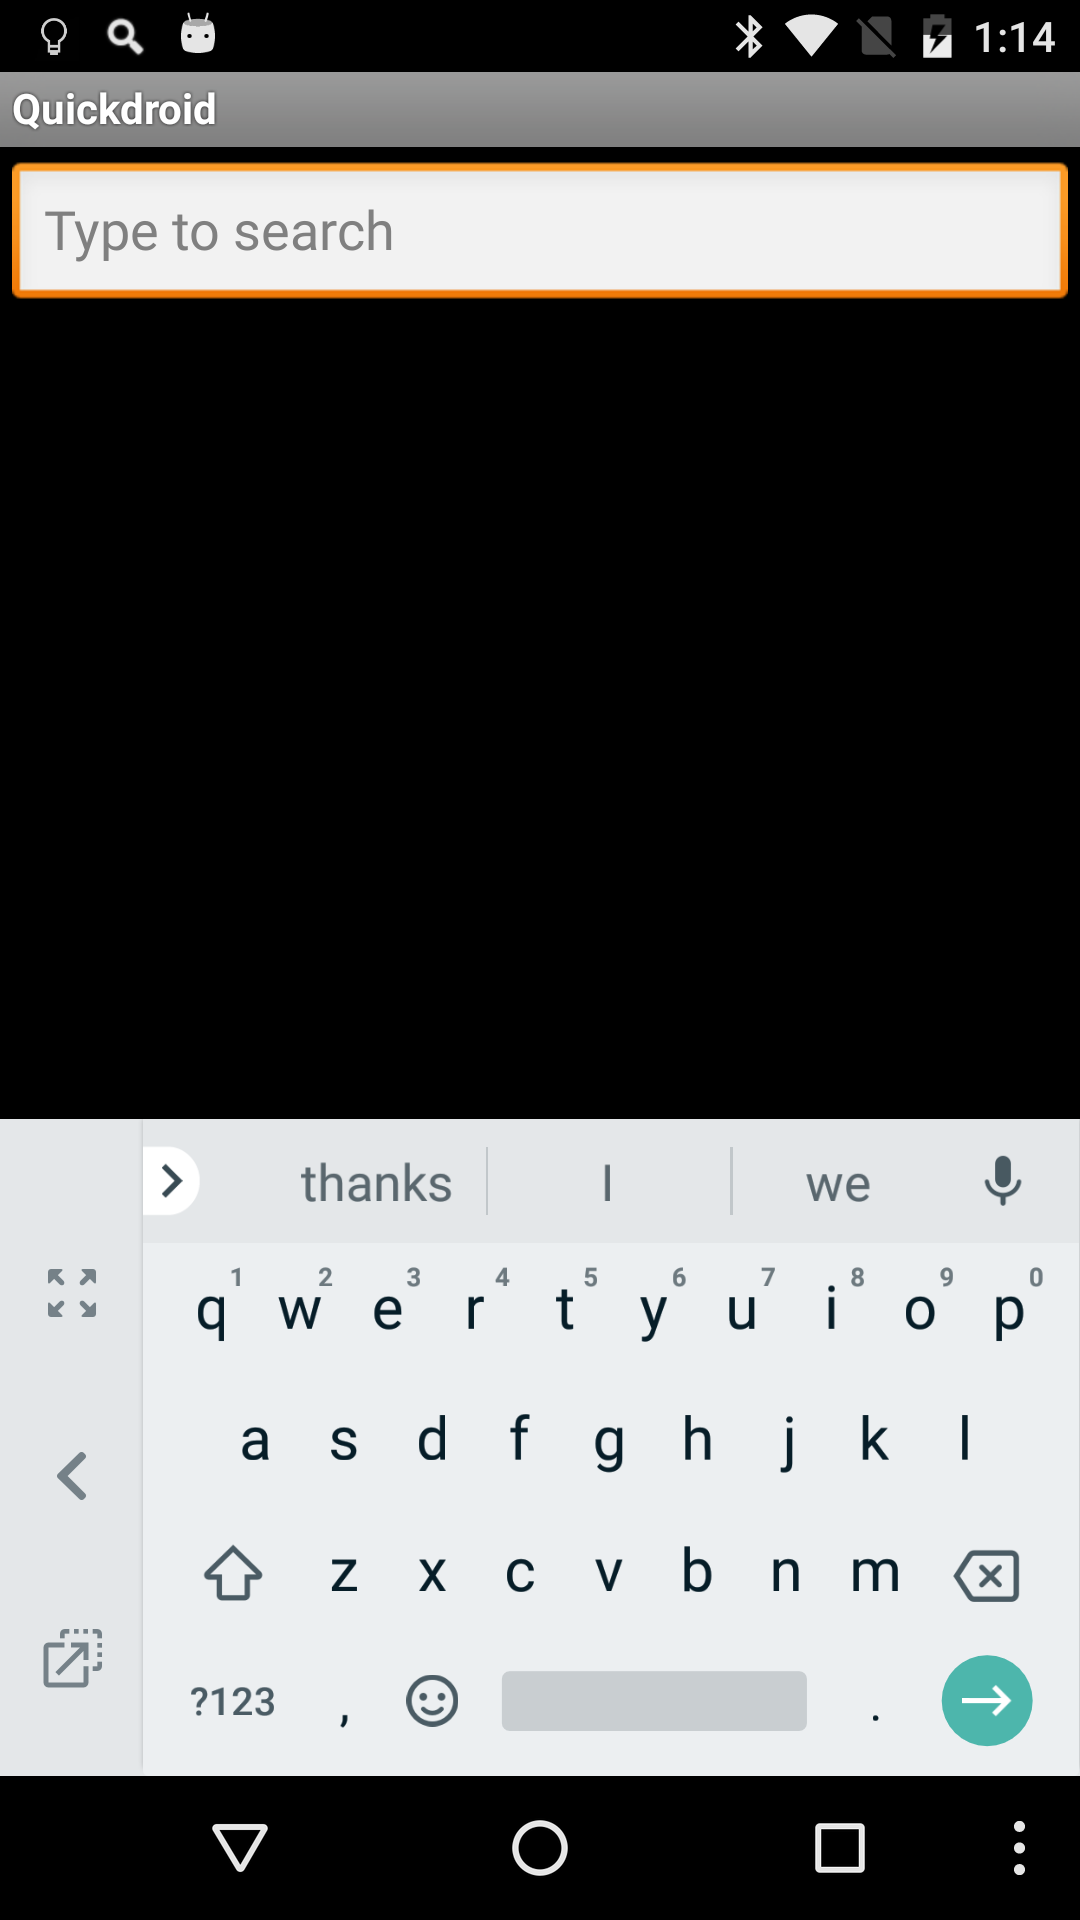 1:14
Quickdroid
Type to search
thanks I we
1 2 3 4 5 6 7 8 9 0
q w e r t y u i o p
a s d f g h j k l
z x c v b n m
?123 , .